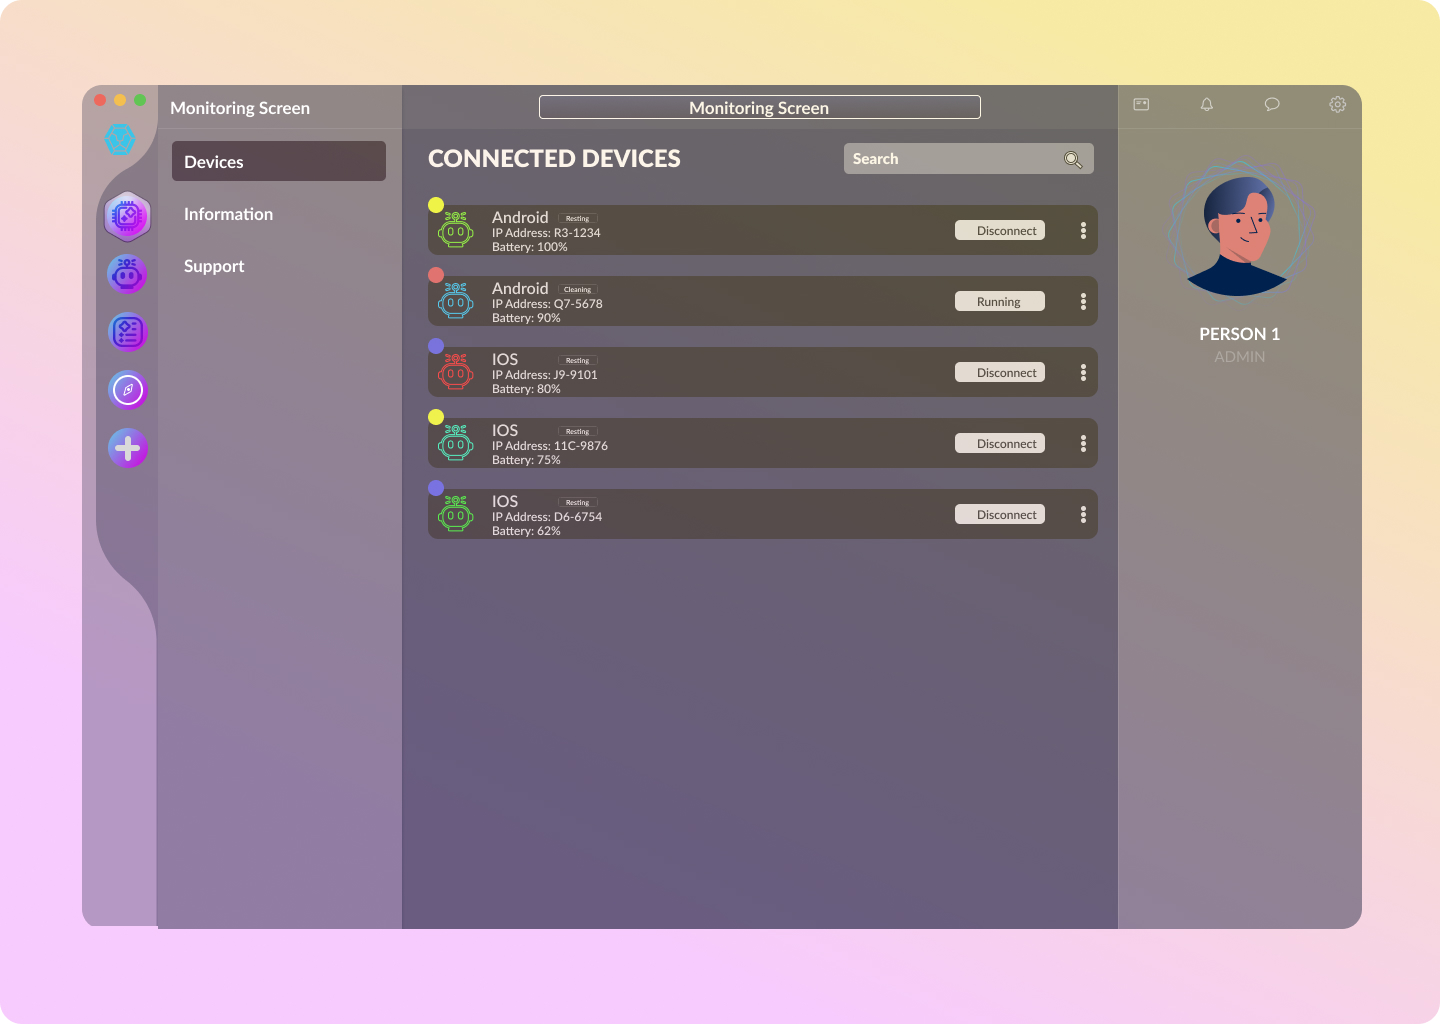 Monitoring Screen
Monitoring Screen
Devices
Information
Support
CONNECTED DEVICES
Search
Android Resting
IP Address: R3-1234
Battery: 100%
Disconnect
Android Cleaning
IP Address: Q7-5678
Battery: 90%
Running
IOS Resting
IP Address: J9-9101
Battery: 80%
Disconnect
IOS Resting
IP Address: 11C-9876
Battery: 75%
Disconnect
IOS Resting
IP Address: D6-6754
Battery: 62%
Disconnect
PERSON 1
ADMIN